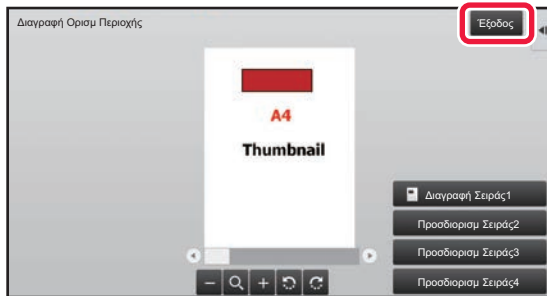 Διαγραφή Ορισμ Περιοχής
Έξοδος
A4
Thumbnail
Διαγραφή Σειράς1
Προσδιορισμ Σειράς2
Προσδιορισμ Σειράς3
Προσδιορισμ Σειράς4